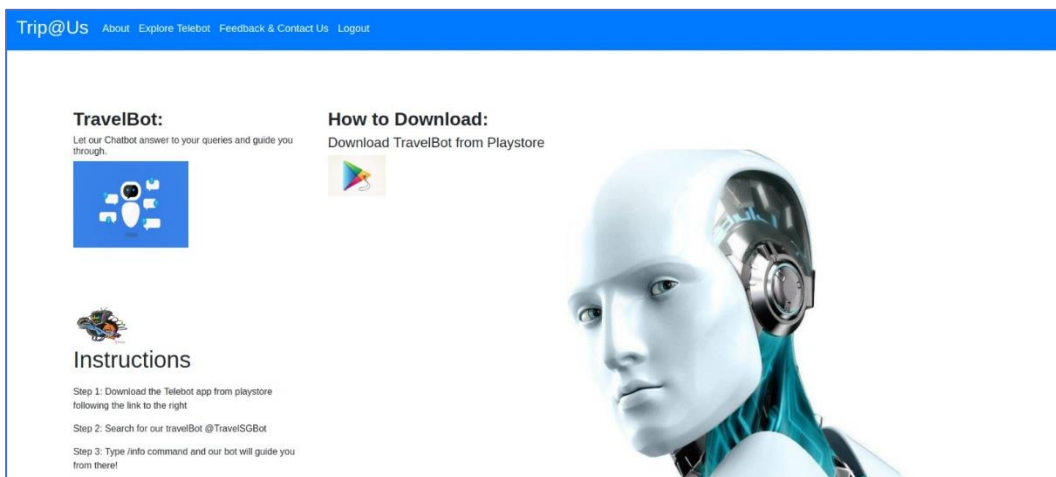 Trip@Us About Explore Telebot Feedback & Contact Us Logout
TravelBot:
Let our Chatbot answer to your queries and guide you
through.
How to Download:
Download TravelBot from Playstore
Instructions
Step 1: Download the Telebot app from playstore
following the link to the right
Step 2: Search for our travelBot @TravelSGBot
Step 3: Type /info command and our bot will guide you
from there!